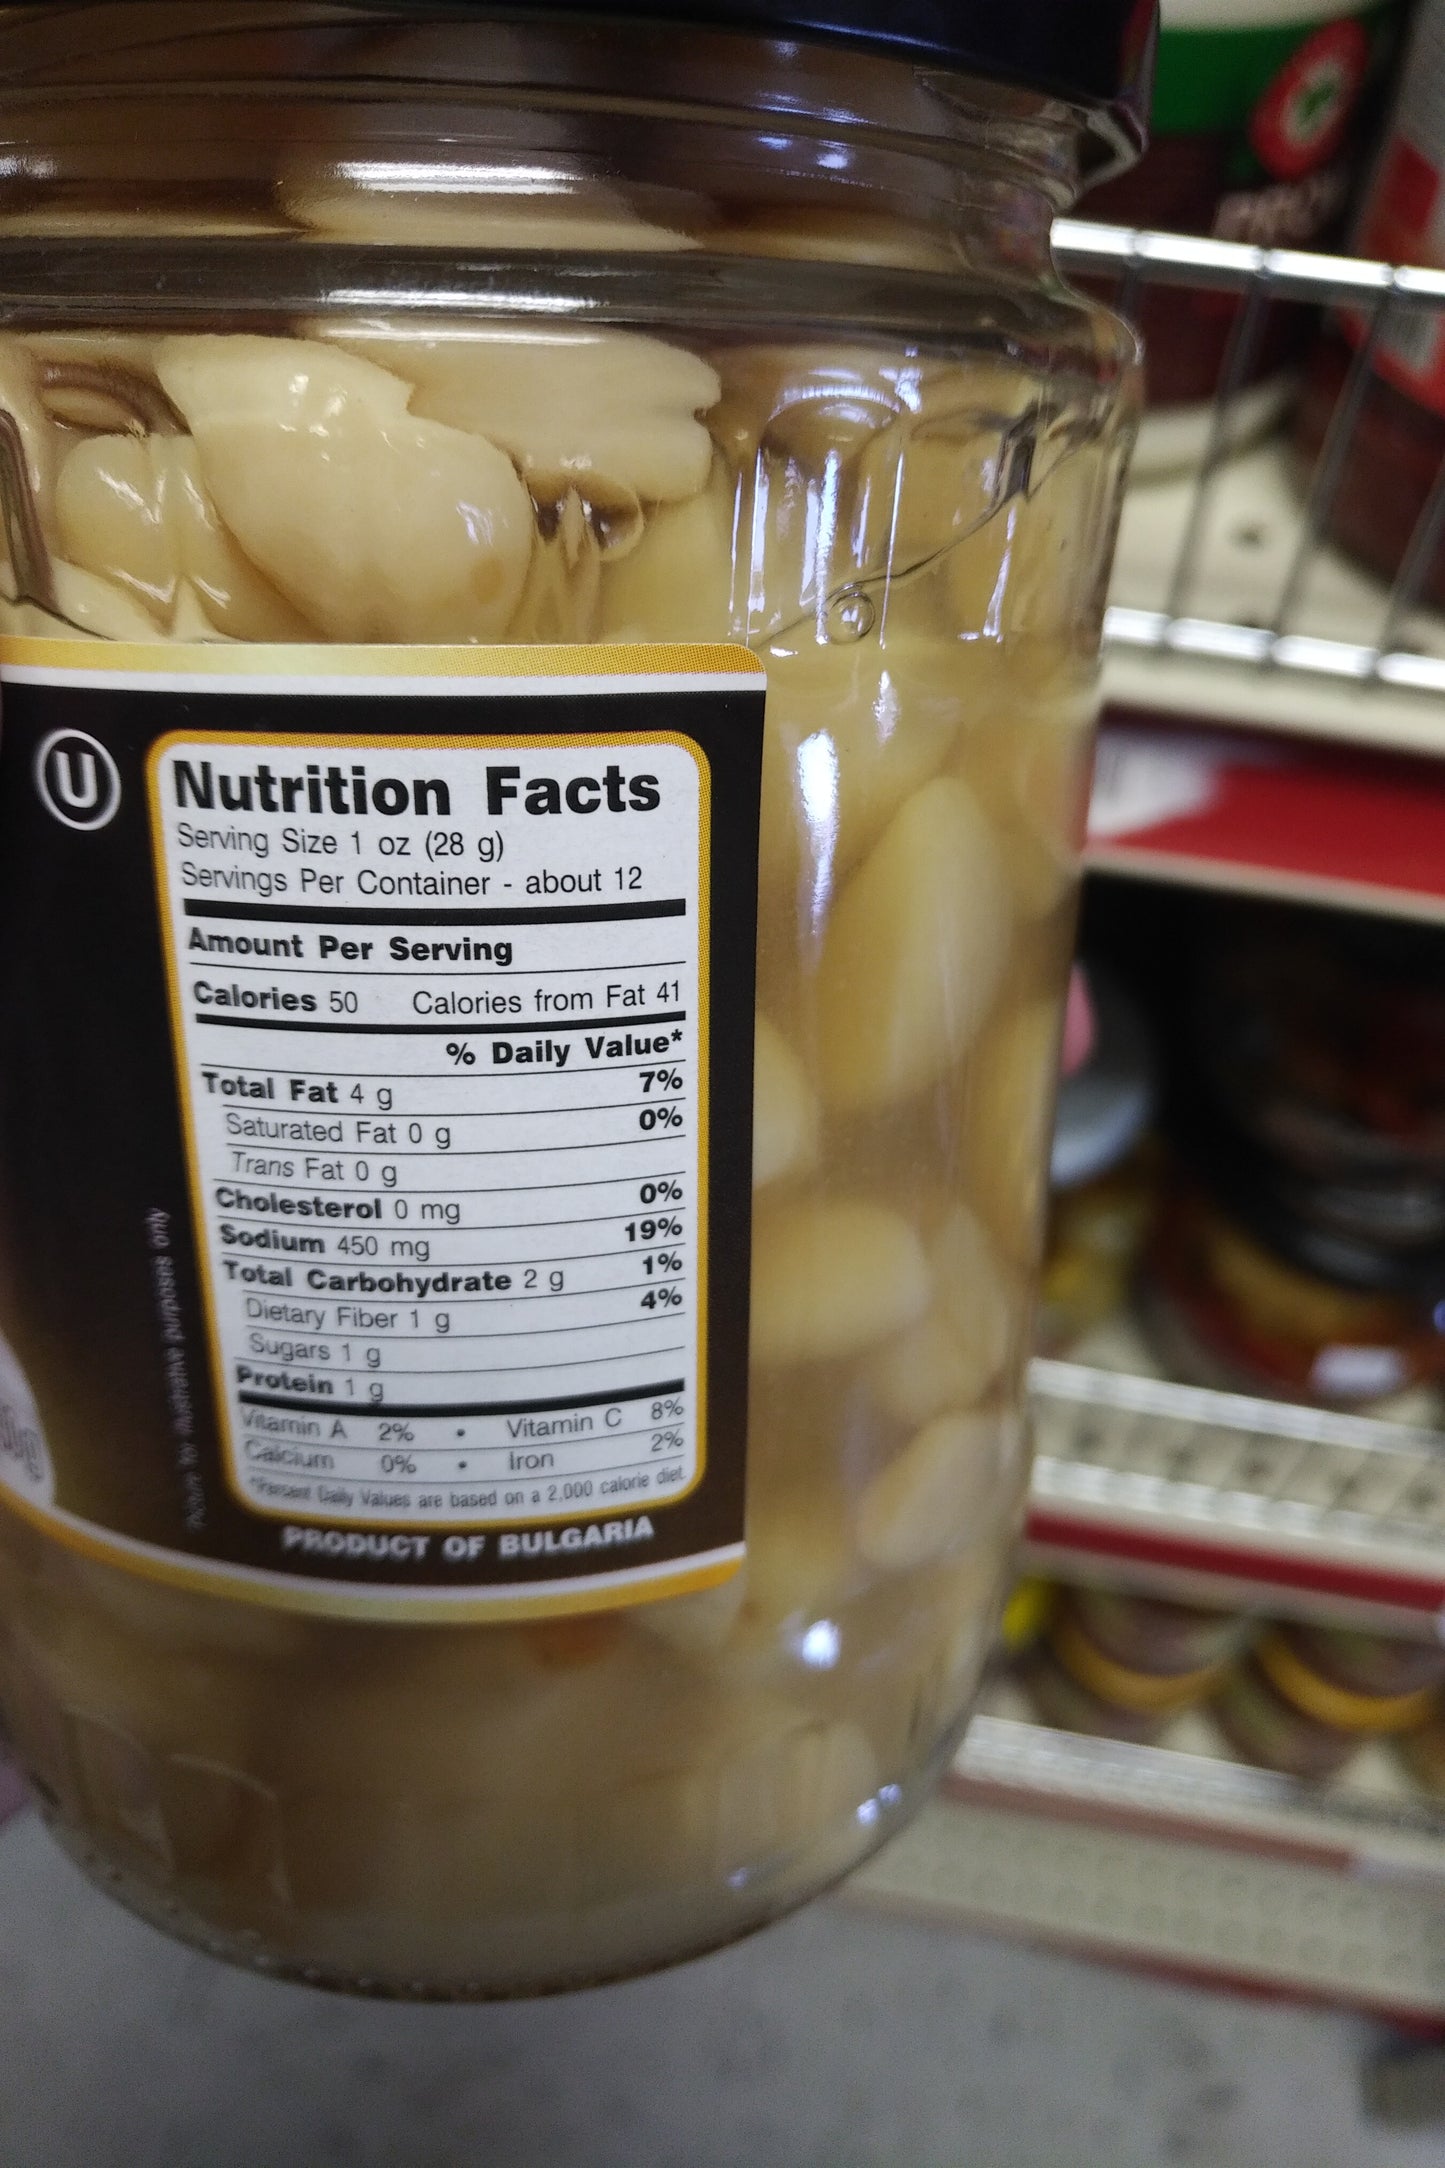 U
Nutrition Facts
Serving Size 1 oz (28 g)
Servings Per Container - about 12
Amount Per Serving
Calories 50 Calories from Fat 41
% Daily Value*
Total Fat 4 g 7%
Saturated Fat 0 g 0%
Trans Fat 0 g
Cholesterol 0 mg 0%
Sodium 450 mg 19%
Total Carbohydrate 2 g 1%
Dietary Fiber 1 g 4%
Sugars 1 g
Protein 1 g
Vitamin A 2% • Vitamin C 8%
Calcium 0% • Iron 2%
*Percent Daily Values are based on a 2,000 calorie diet.
PRODUCT OF BULGARIA
picture for illustrative purposes only